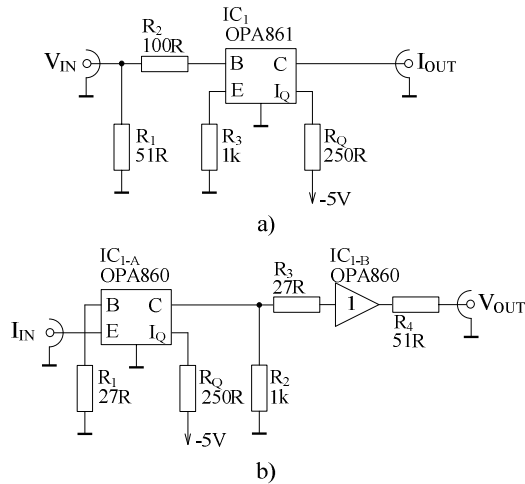 IC1
OPA861
R2
100R
VIN
B
C
IOUT
E
IQ
R1
51R
R3
1k
RQ
250R
-5V
a)
IC1-A
OPA860
IC1-B
OPA860
R3
27R
B
C
1
VOUT
IIN
E
IQ
R4
51R
R1
27R
RQ
250R
R2
1k
-5V
b)